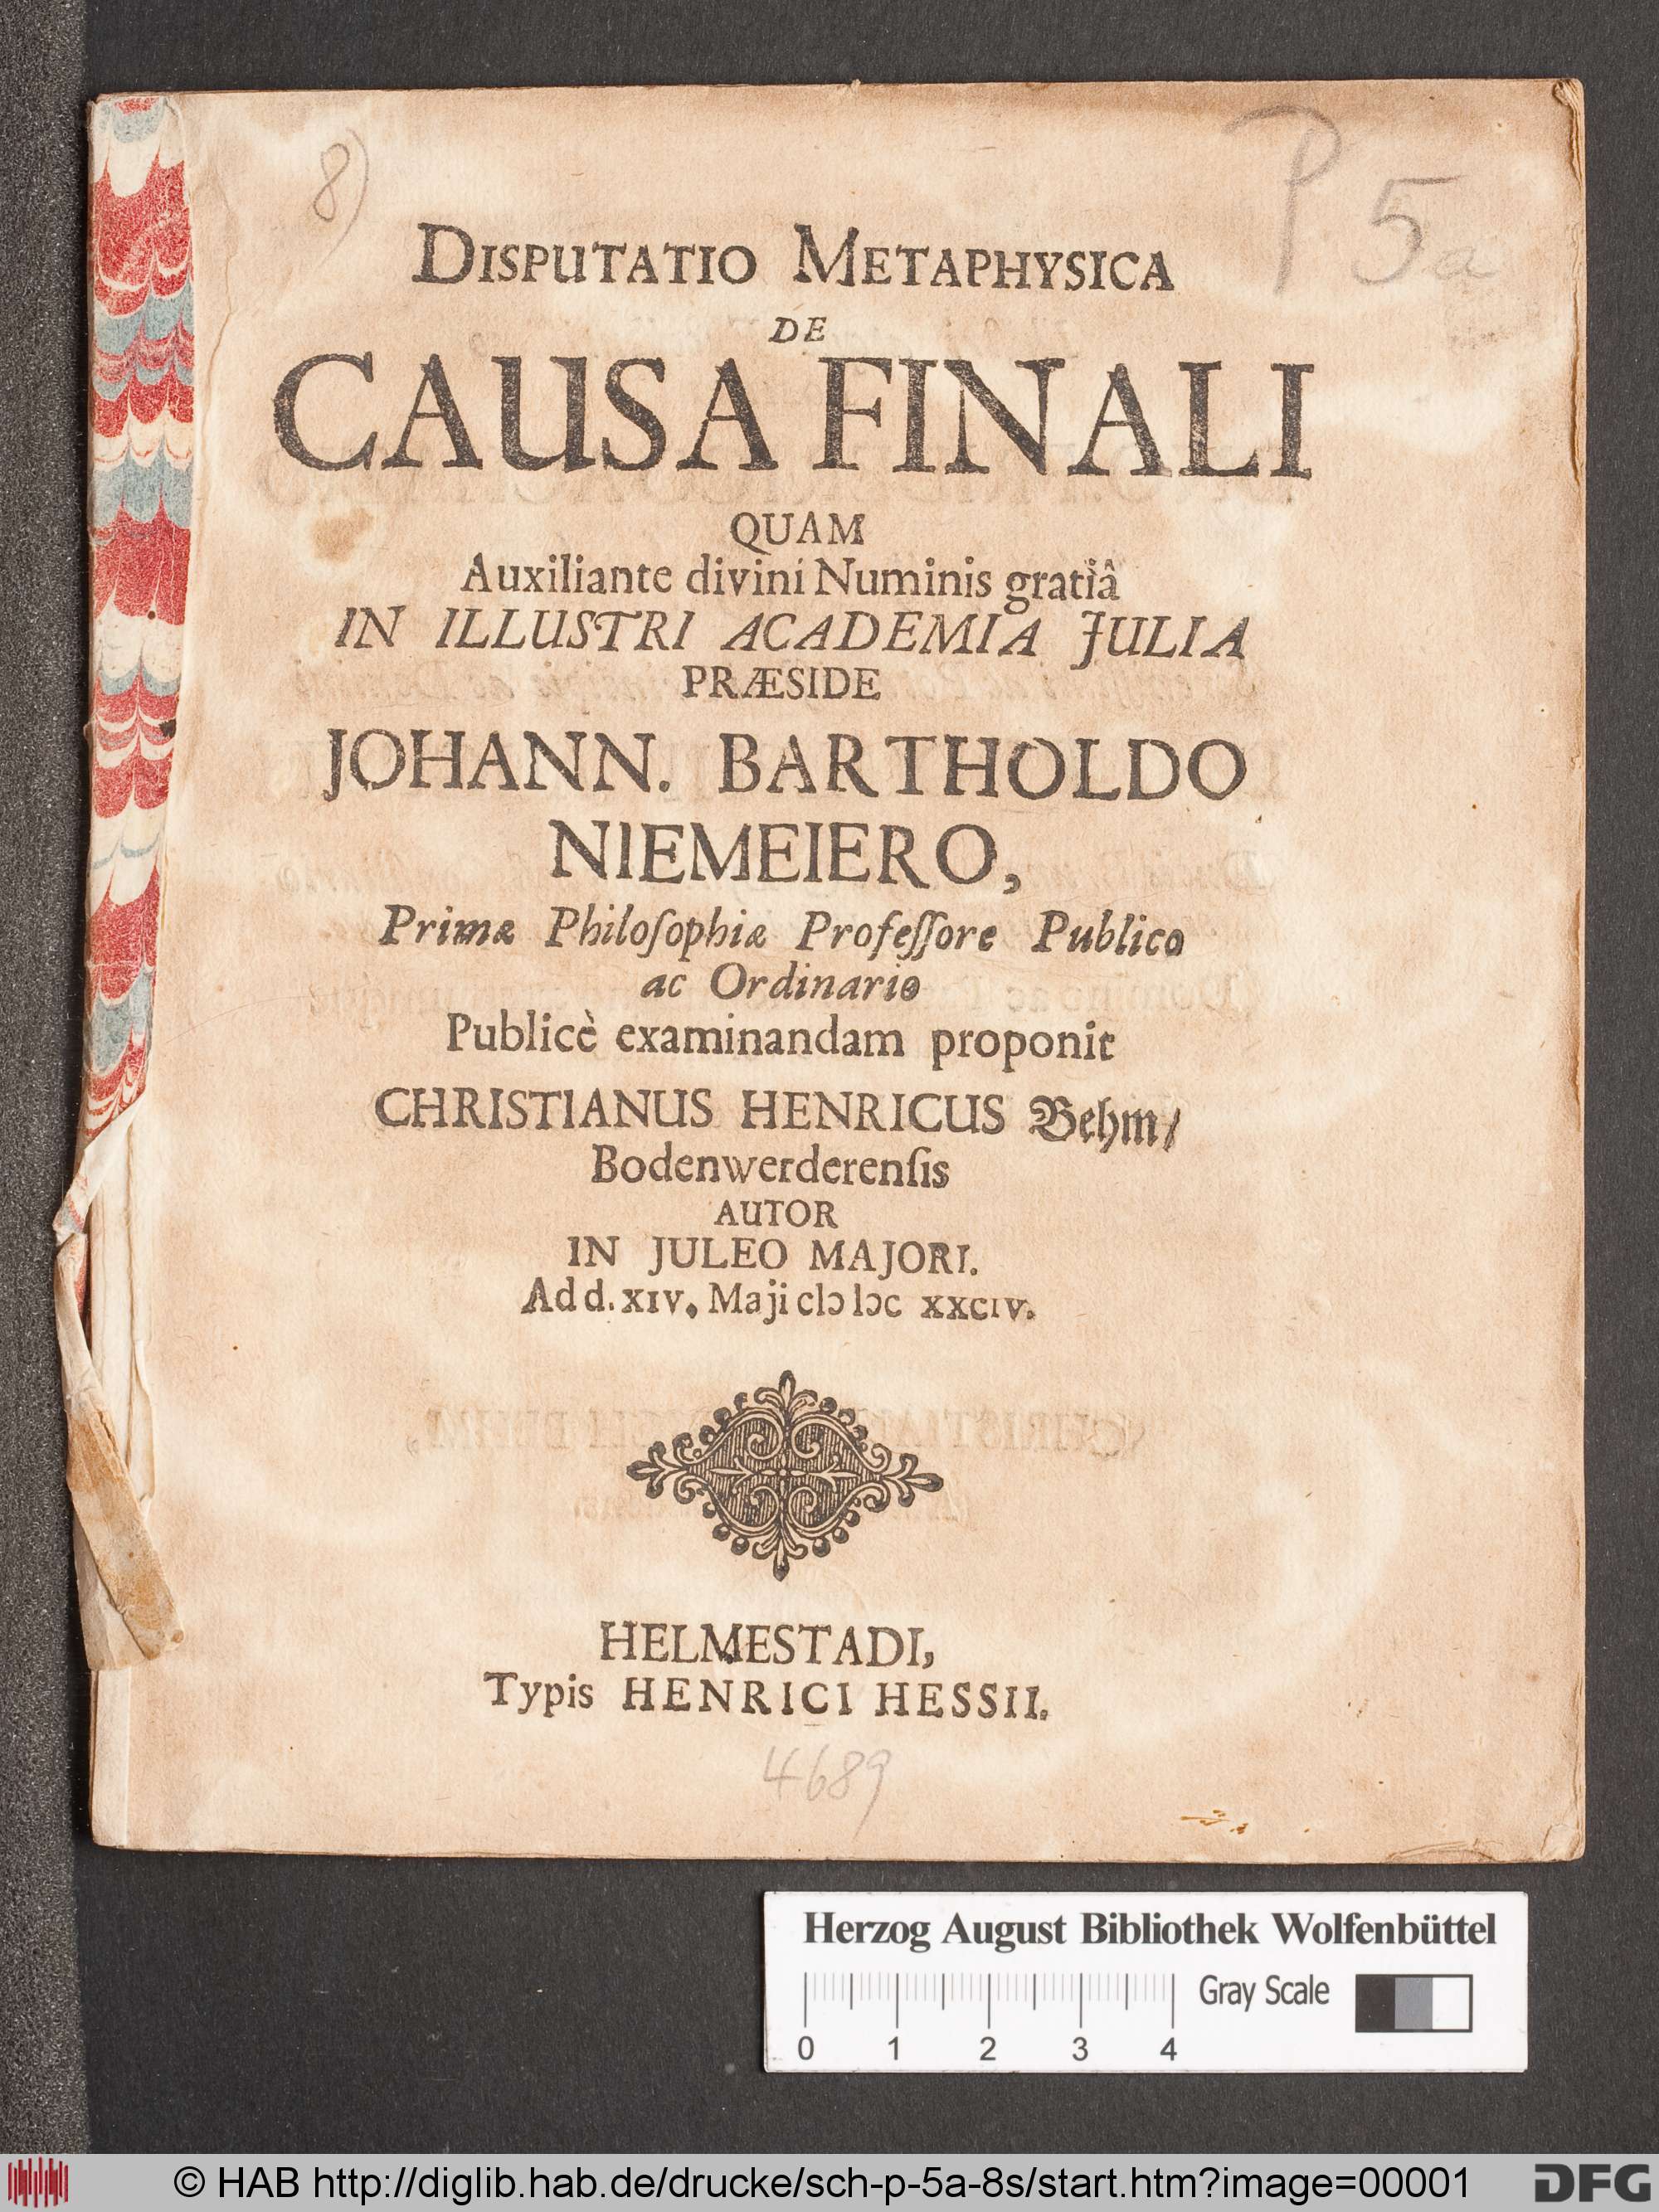 8)
P 5a
DISPUTATIO METAPHYSICA
DE
CAUSA FINALI
QUAM
Auxiliante divini Numinis gratiâ
IN ILLUSTRI ACADEMIA JULIA
PRÆSIDE
JOHANN. BARTHOLDO
NIEMEIERO,
Primæ Philoſophiæ Profeſſore Publico
ac Ordinario
Publicè examinandam proponit
CHRISTIANUS HENRICUS Behm/
Bodenwerderenſis
AUTOR
IN JULEO MAJORI.
Ad d. XIV. Maji cIↄ Iↄc XXCIV.
HELMESTADI,
Typis HENRICI HESSII.
4689
Herzog August Bibliothek Wolfenbüttel
Gray Scale
0 1 2 3 4
© HAB http://diglib.hab.de/drucke/sch-p-5a-8s/start.htm?image=00001
DFG